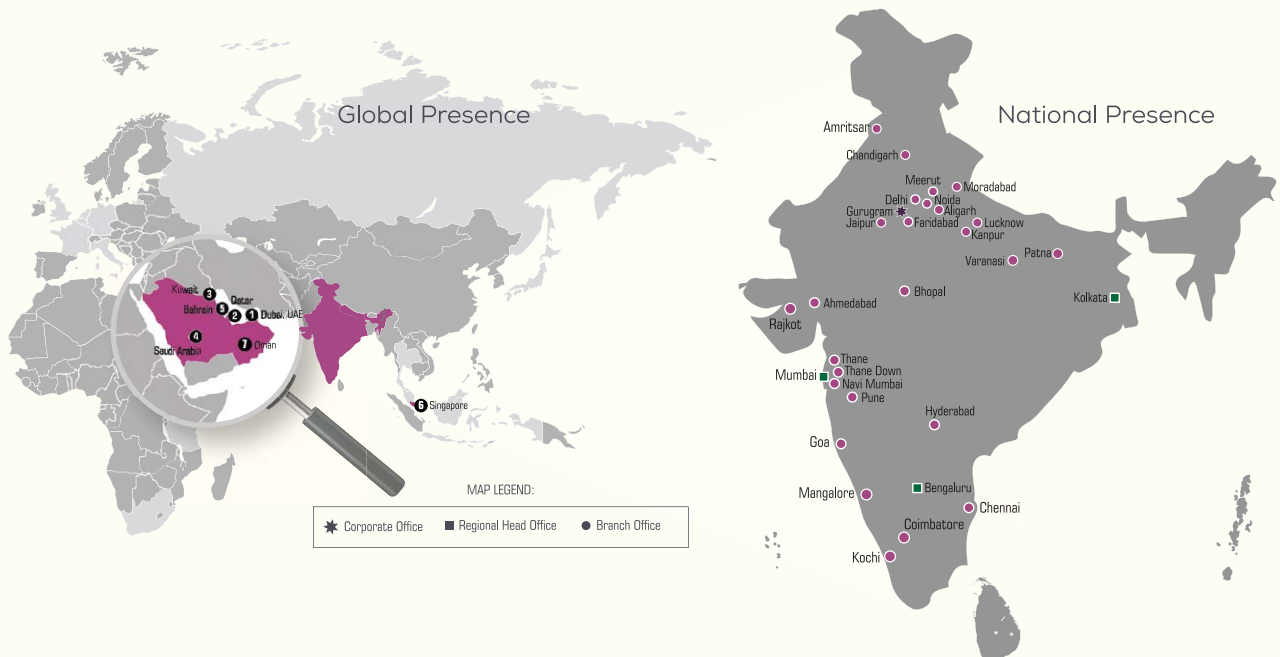 Global Presence
Kuwait
3
Qatar
Bahrain
5
2
1
Dubai, UAE
4
Saudi Arabia
7
Oman
6
Singapore
MAP LEGEND:
Corporate Office
Regional Head Office
Branch Office
National Presence
Amritsar
Chandigarh
Meerut
Moradabad
Delhi
Noida
Gurugram
Aligarh
Jaipur
Faridabad
Lucknow
Kanpur
Patna
Varanasi
Bhopal
Kolkata
Ahmedabad
Rajkot
Thane
Thane Down
Mumbai
Navi Mumbai
Pune
Hyderabad
Goa
Mangalore
Bengaluru
Chennai
Coimbatore
Kochi